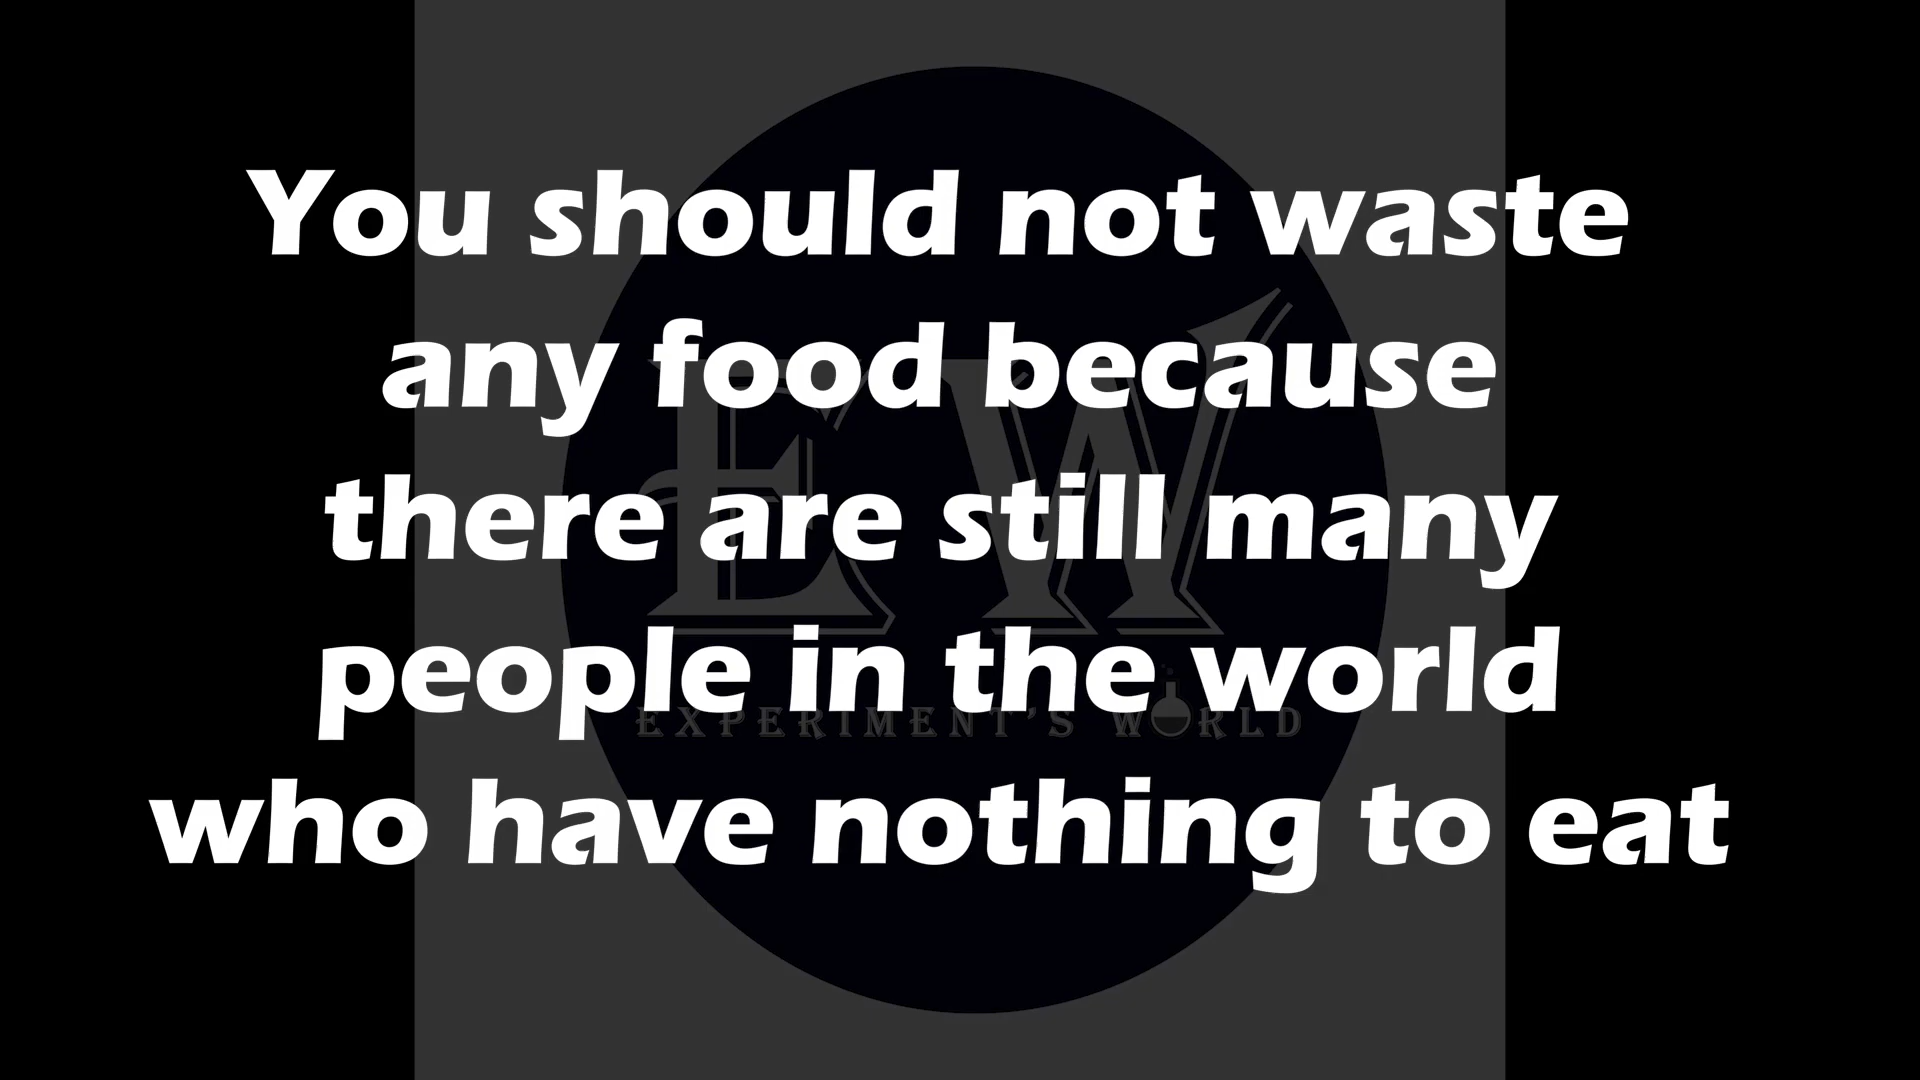 You should not waste
any food because
there are still many
people in the world
who have nothing to eat
EW
EXPERIMENT'S WORLD